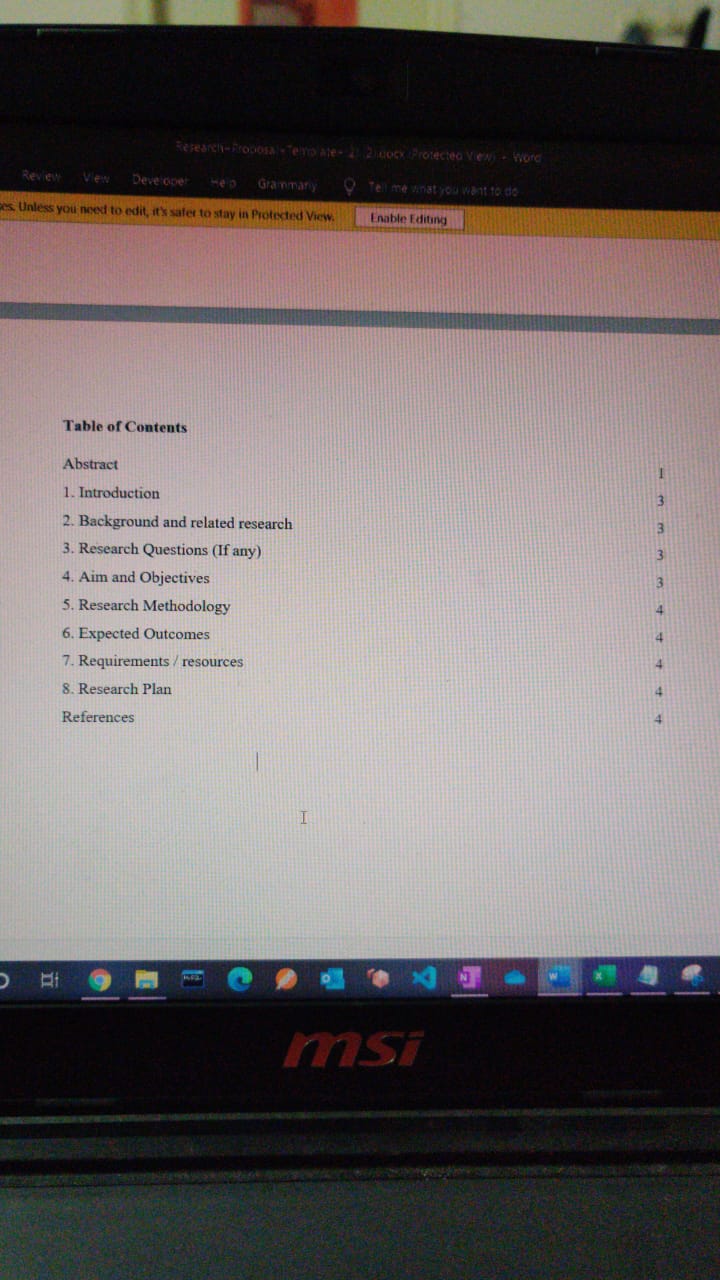 Research-Proposal-Template- (2) (2).docx (Protected View) - Word
Review View Developer Help Grammarly Tell me what you want to do
Unless you need to edit, it's safer to stay in Protected View. Enable Editing
Table of Contents
Abstract 1
1. Introduction 3
2. Background and related research 3
3. Research Questions (If any) 3
4. Aim and Objectives 3
5. Research Methodology 4
6. Expected Outcomes 4
7. Requirements / resources 4
8. Research Plan 4
References 4
msi